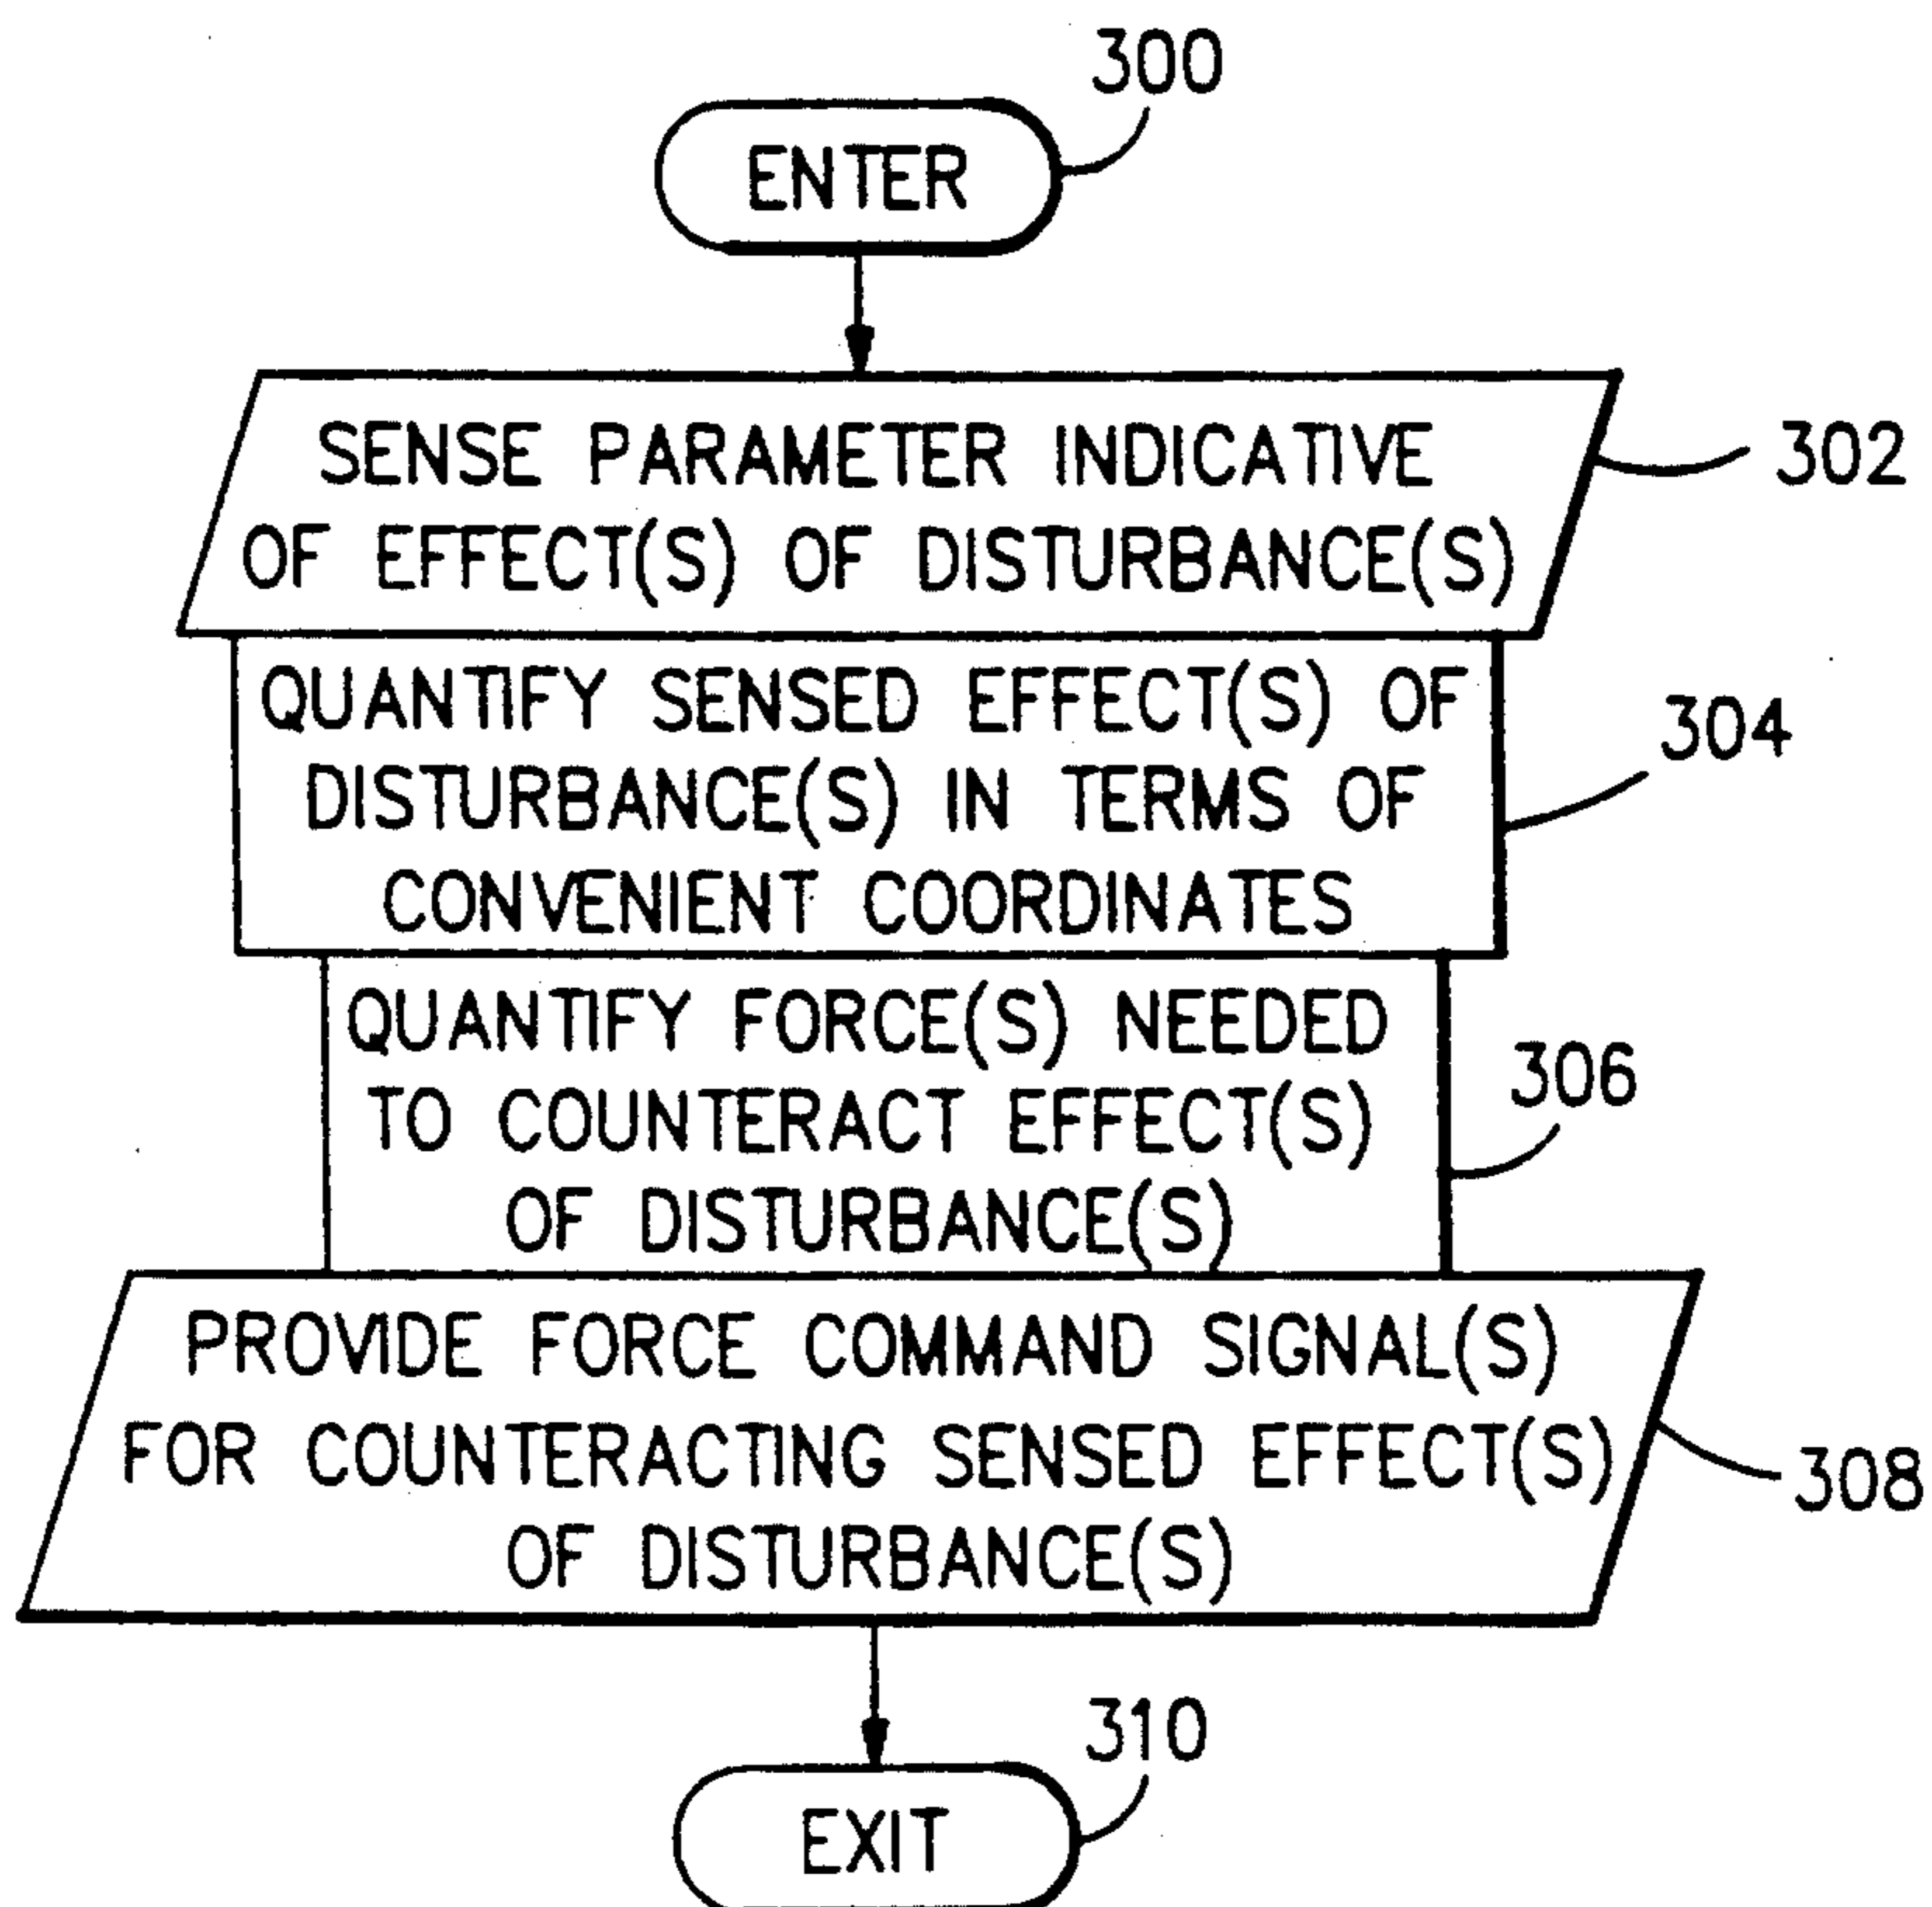 300
ENTER
SENSE PARAMETER INDICATIVE
OF EFFECT(S) OF DISTURBANCE(S)
302
QUANTIFY SENSED EFFECT(S) OF
DISTURBANCE(S) IN TERMS OF
CONVENIENT COORDINATES
304
QUANTIFY FORCE(S) NEEDED
TO COUNTERACT EFFECT(S)
OF DISTURBANCE(S)
306
PROVIDE FORCE COMMAND SIGNAL(S)
FOR COUNTERACTING SENSED EFFECT(S)
OF DISTURBANCE(S)
308
310
EXIT